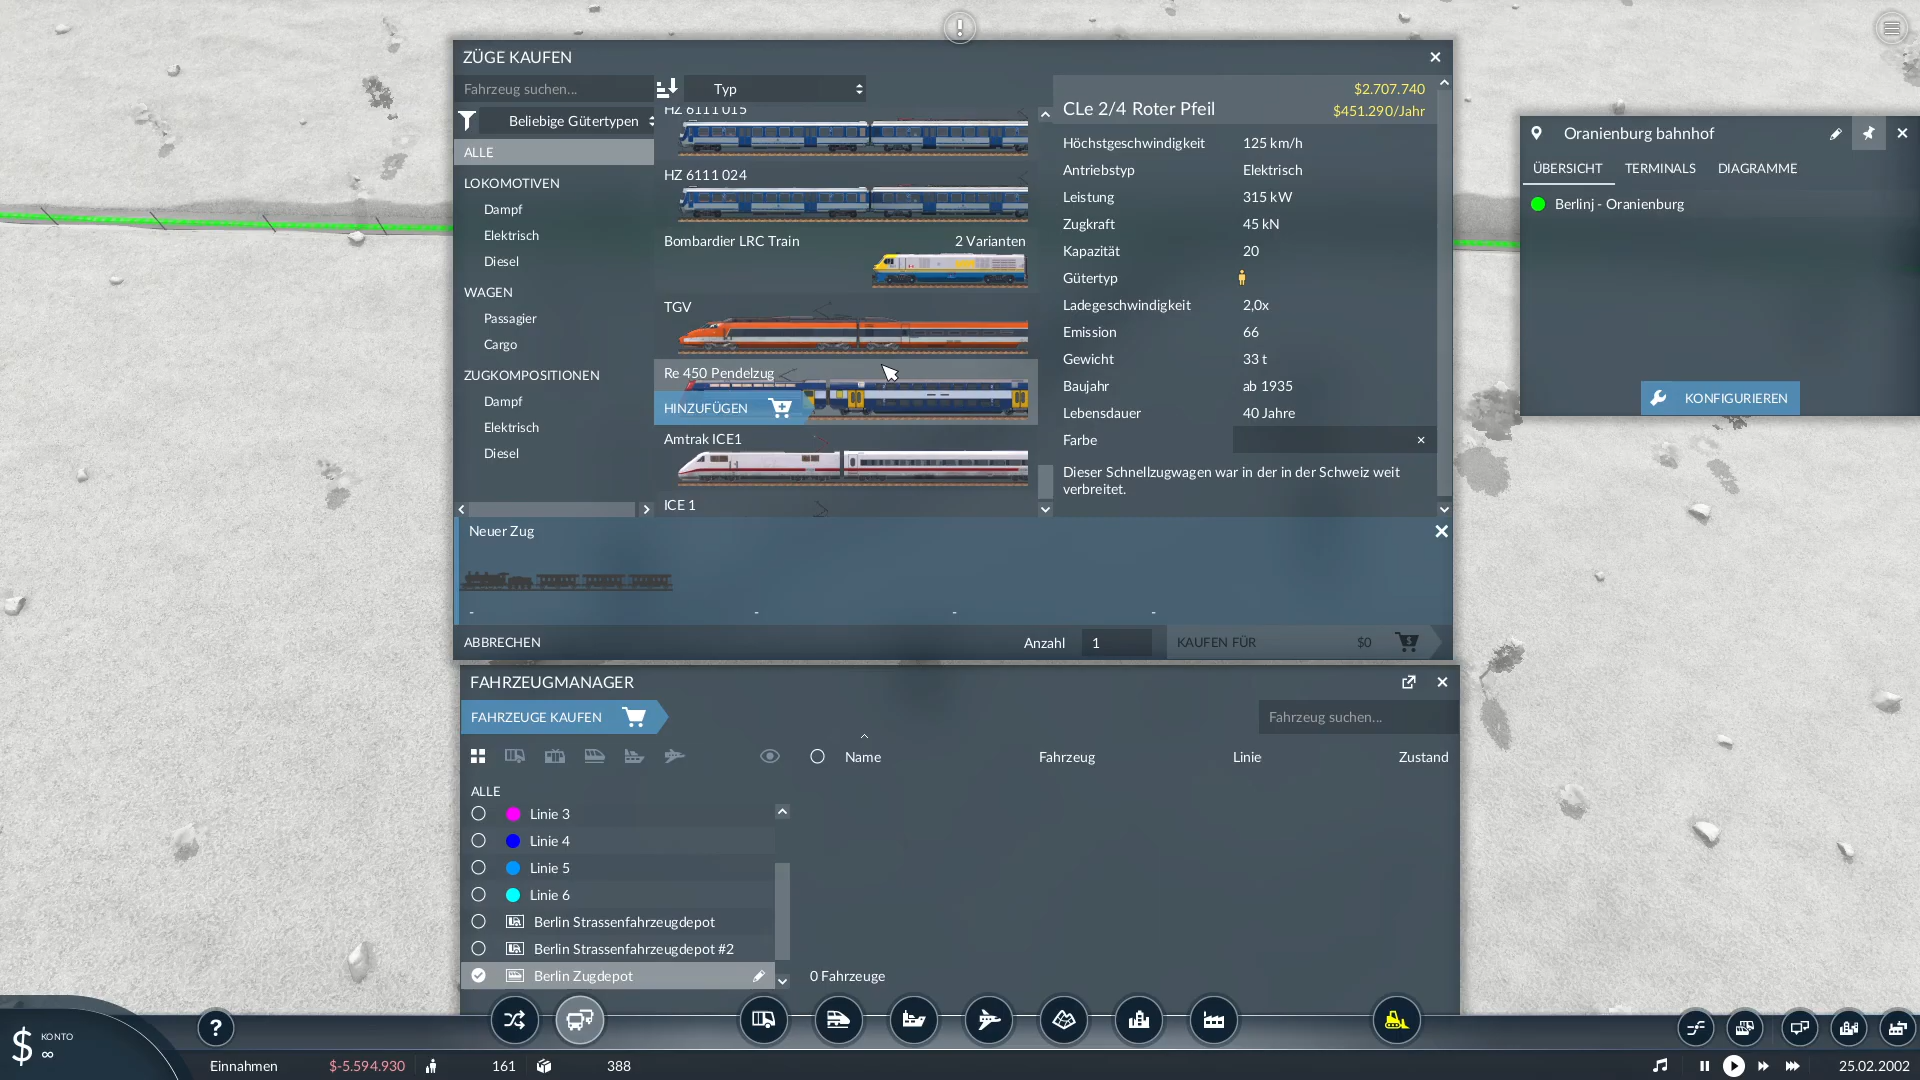 ZÜGE KAUFEN
Fahrzeug suchen...
Typ
Beliebige Gütertypen
ALLE
LOKOMOTIVEN
Dampf
Elektrisch
Diesel
WAGEN
Passagier
Cargo
ZUGKOMPOSITIONEN
Dampf
Elektrisch
Diesel
HZ 6111 015
HZ 6111 024
Bombardier LRC Train 2 Varianten
TGV
Re 450 Pendelzug
HINZUFÜGEN
Amtrak ICE1
ICE 1
$2.707.740
CLe 2/4 Roter Pfeil
$451.290/Jahr
Höchstgeschwindigkeit 125 km/h
Antriebstyp Elektrisch
Leistung 315 kW
Zugkraft 45 kN
Kapazität 20
Gütertyp
Ladegeschwindigkeit 2,0x
Emission 66
Gewicht 33 t
Baujahr ab 1935
Lebensdauer 40 Jahre
Farbe
Dieser Schnellzugwagen war in der in der Schweiz weit
verbreitet.
Neuer Zug
- - - -
ABBRECHEN
Anzahl 1
KAUFEN FÜR $0
Oranienburg bahnhof
ÜBERSICHT TERMINALS DIAGRAMME
Berlinj - Oranienburg
KONFIGURIEREN
FAHRZEUGMANAGER
FAHRZEUGE KAUFEN
Fahrzeug suchen...
Name Fahrzeug Linie Zustand
ALLE
Linie 3
Linie 4
Linie 5
Linie 6
Berlin Strassenfahrzeugdepot
Berlin Strassenfahrzeugdepot #2
Berlin Zugdepot
0 Fahrzeuge
$ KONTO
∞
?
Einnahmen $-5.594.930 161 388
25.02.2002